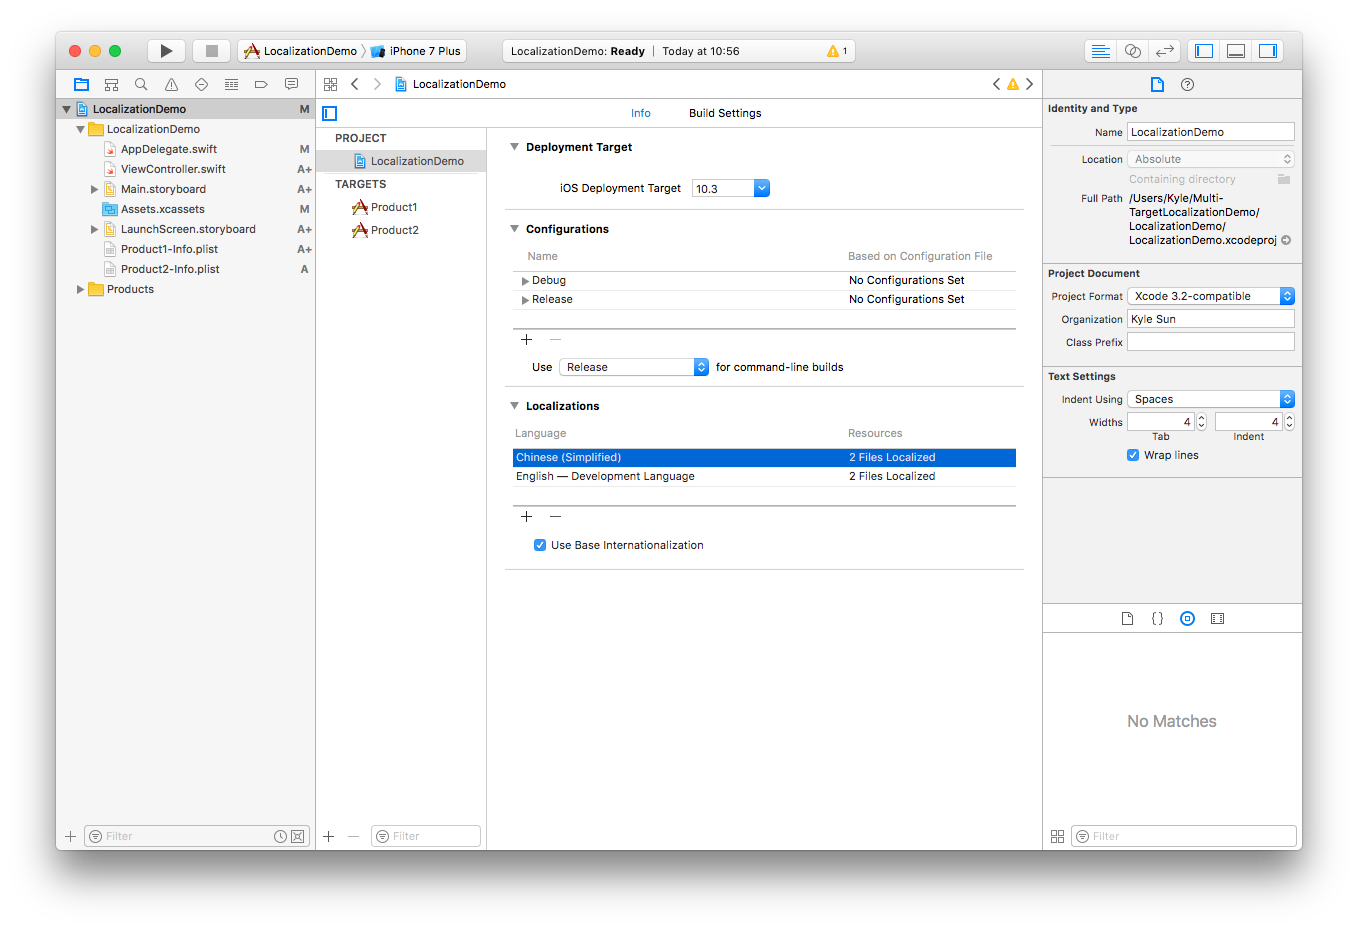 LocalizationDemo
iPhone 7 Plus
LocalizationDemo: Ready | Today at 10:56
1
LocalizationDemo M
LocalizationDemo
AppDelegate.swift M
ViewController.swift A+
Main.storyboard A+
Assets.xcassets M
LaunchScreen.storyboard A+
Product1-Info.plist A+
Product2-Info.plist A
Products
Filter
LocalizationDemo
Info Build Settings
PROJECT
LocalizationDemo
TARGETS
Product1
Product2
Filter
Deployment Target
iOS Deployment Target 10.3
Configurations
Name Based on Configuration File
Debug No Configurations Set
Release No Configurations Set
Use Release for command-line builds
Localizations
Language Resources
Chinese (Simplified) 2 Files Localized
English — Development Language 2 Files Localized
Use Base Internationalization
Identity and Type
Name LocalizationDemo
Location Absolute
Containing directory
Full Path /Users/Kyle/Multi-
TargetLocalizationDemo/
LocalizationDemo/
LocalizationDemo.xcodeproj
Project Document
Project Format Xcode 3.2-compatible
Organization Kyle Sun
Class Prefix
Text Settings
Indent Using Spaces
Widths 4 4
Tab Indent
Wrap lines
{}
No Matches
Filter